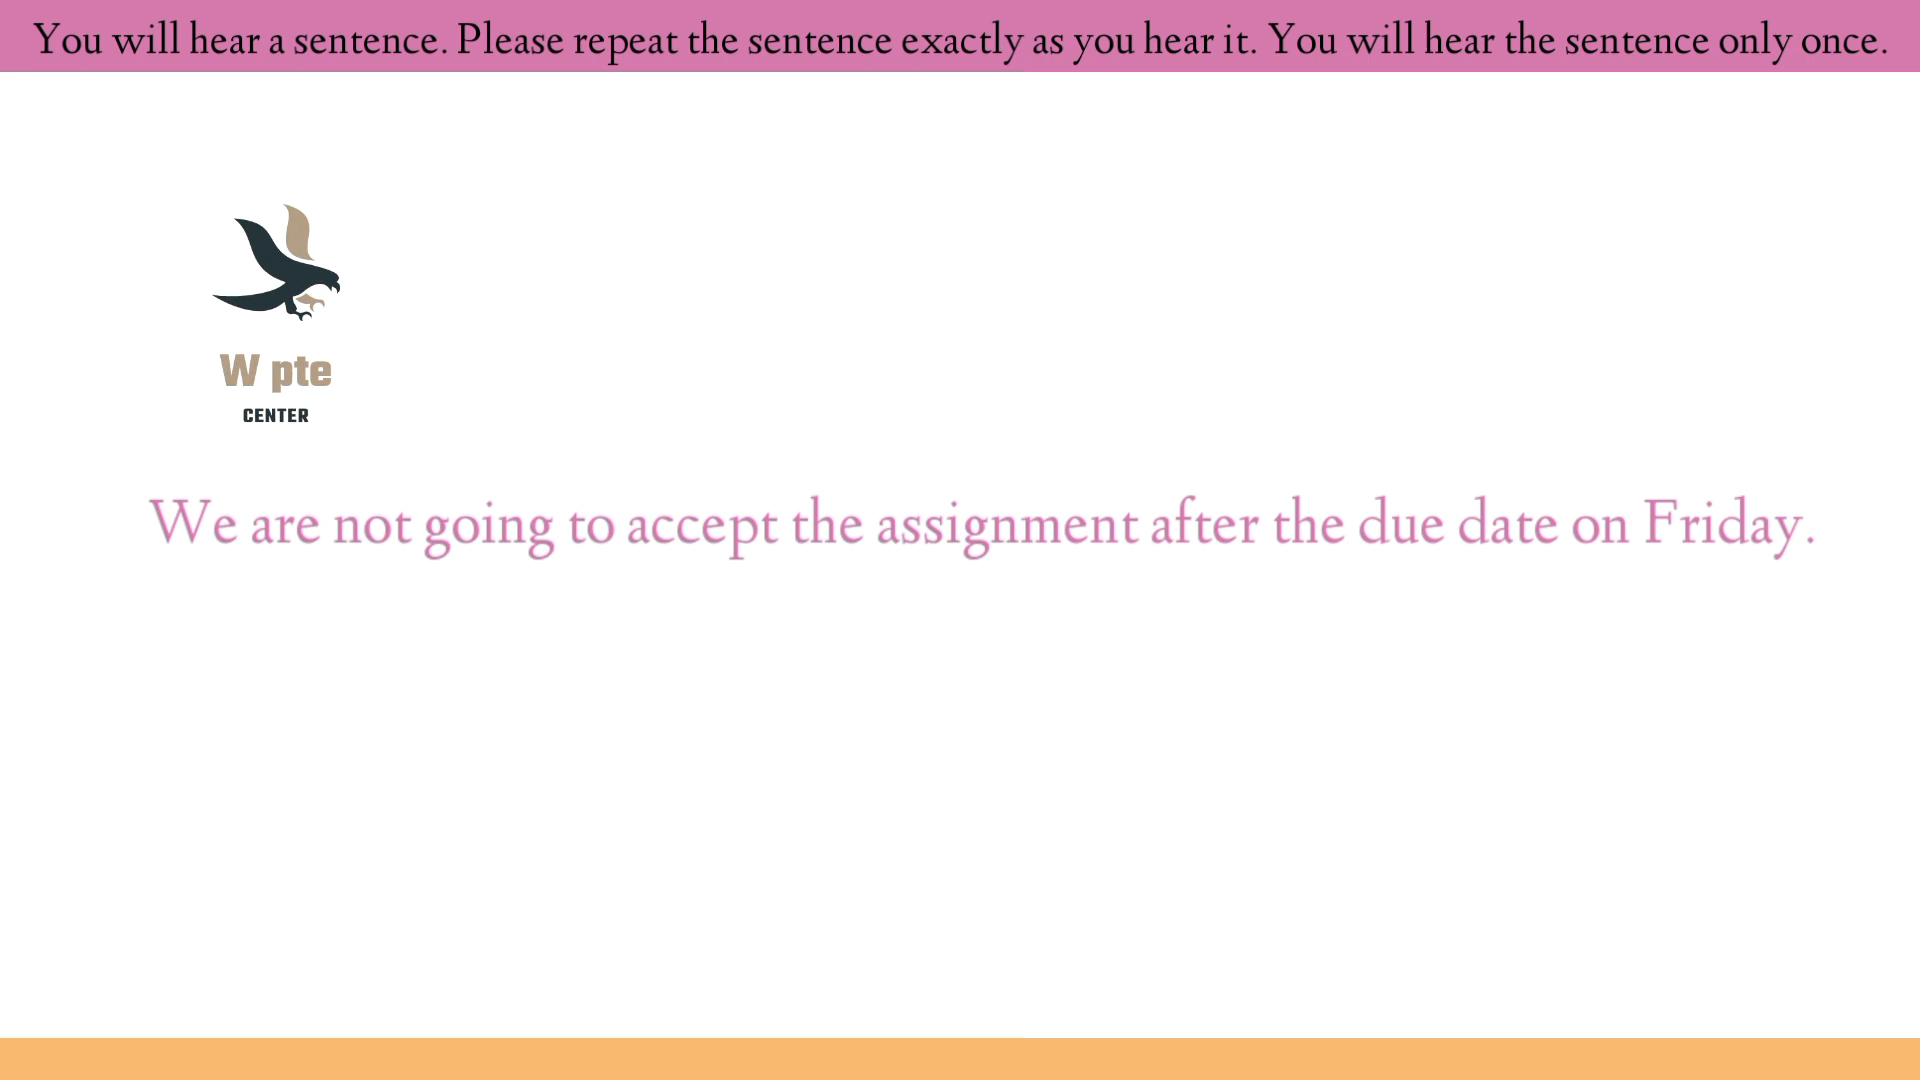 You will hear a sentence. Please repeat the sentence exactly as you hear it. You will hear the sentence only once.
W pte
CENTER
We are not going to accept the assignment after the due date on Friday.